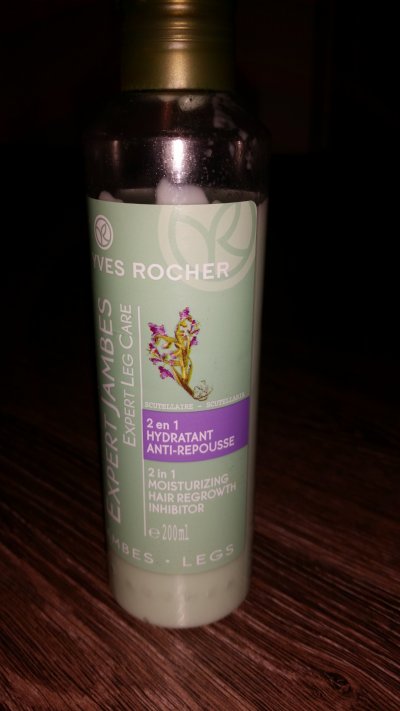 YVES ROCHER
EXPERT JAMBES
EXPERT LEG CARE
SCUTELLAIRE - SCUTELLARIA
2 en 1
HYDRATANT
ANTI-REPOUSSE
2 in 1
MOISTURIZING
HAIR REGROWTH
INHIBITOR
e 200ml
AMBES • LEGS